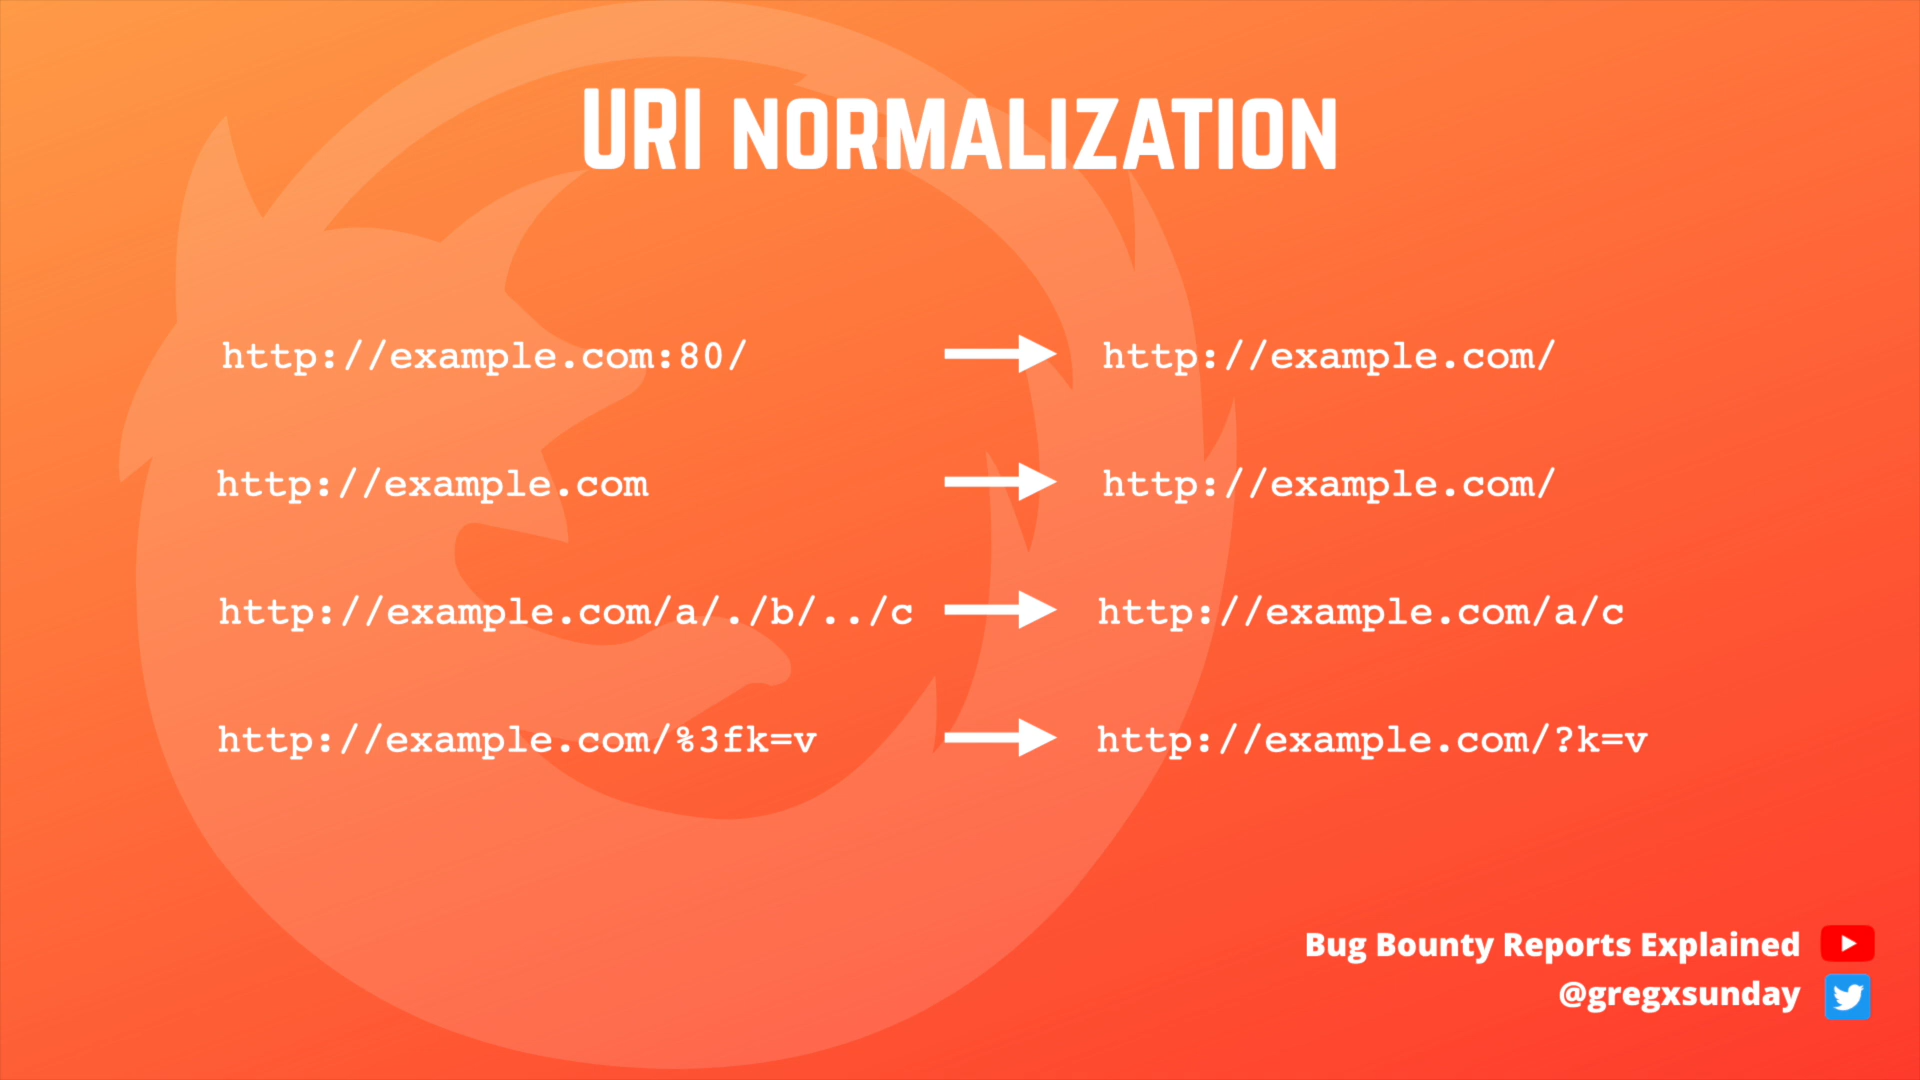 URI NORMALIZATION
http://example.com:80/ → http://example.com/
http://example.com → http://example.com/
http://example.com/a/./b/../c → http://example.com/a/c
http://example.com/%3fk=v → http://example.com/?k=v
Bug Bounty Reports Explained
@gregxsunday